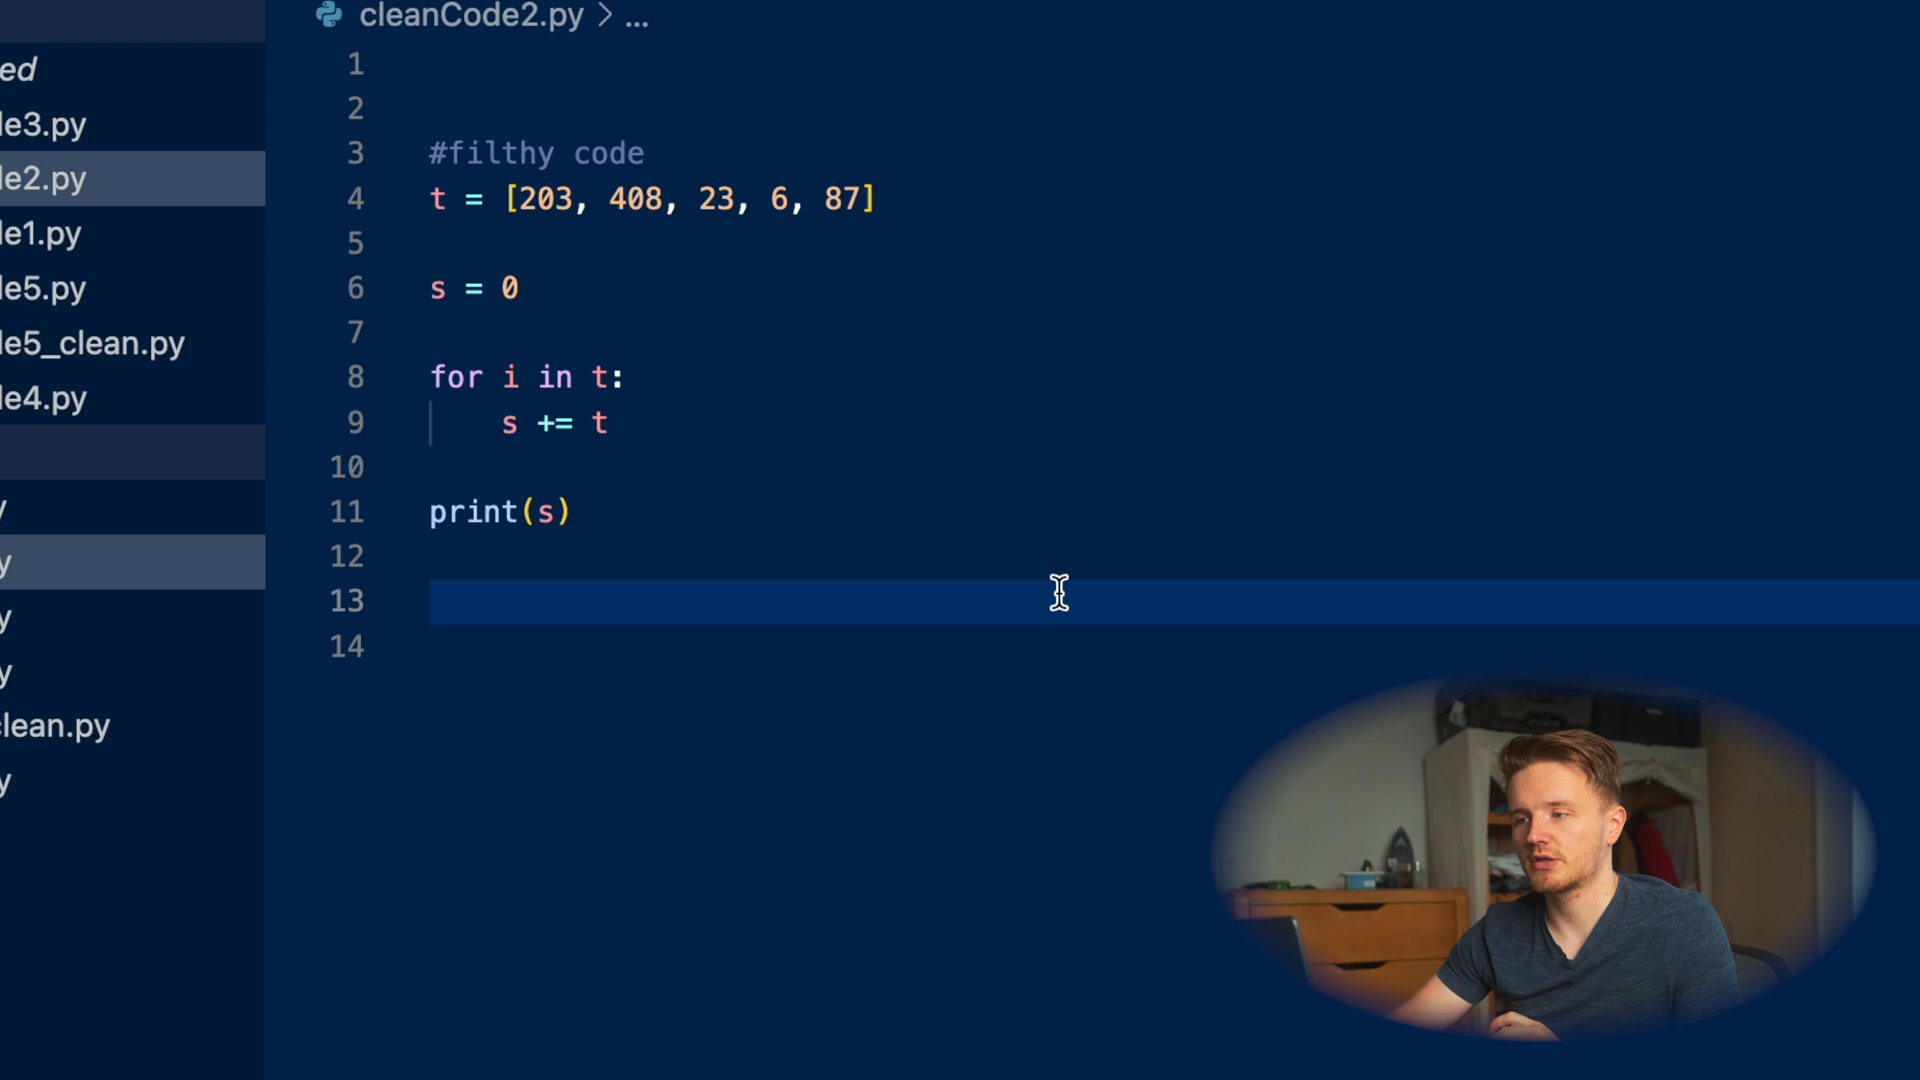 cleanCode2.py > ...
ed
le3.py
le2.py
le1.py
le5.py
le5_clean.py
le4.py
y
y
y
y
clean.py
y
1
2
3 #filthy code
4 t = [203, 408, 23, 6, 87]
5
6 s = 0
7
8 for i in t:
9 s += t
10
11 print(s)
12
13
14